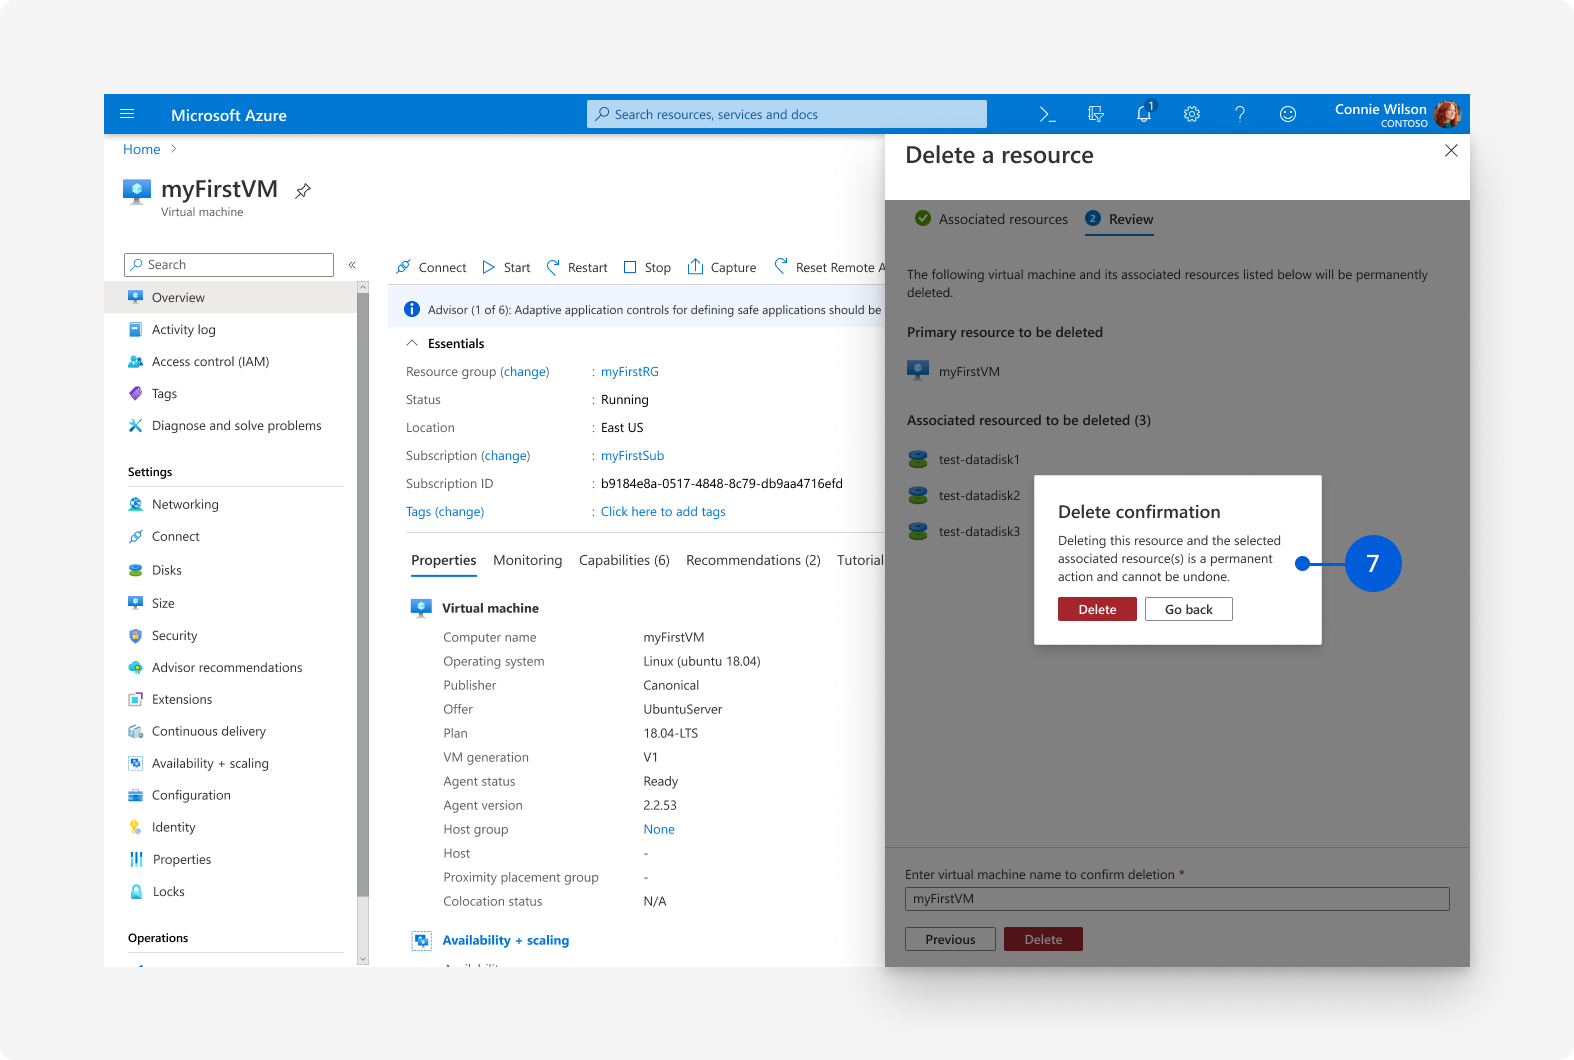 Microsoft Azure
Search resources, services and docs
1
Connie Wilson
CONTOSO
Home
myFirstVM
Virtual machine
Search
Overview
Activity log
Access control (IAM)
Tags
Diagnose and solve problems
Settings
Networking
Connect
Disks
Size
Security
Advisor recommendations
Extensions
Continuous delivery
Availability + scaling
Configuration
Identity
Properties
Locks
Operations
Connect Start Restart Stop Capture Reset Remote A
Advisor (1 of 6): Adaptive application controls for defining safe applications should be
Essentials
Resource group (change) : myFirstRG
Status : Running
Location : East US
Subscription (change) : myFirstSub
Subscription ID : b9184e8a-0517-4848-8c79-db9aa4716efd
Tags (change) : Click here to add tags
Properties Monitoring Capabilities (6) Recommendations (2) Tutorial
Virtual machine
Computer name myFirstVM
Operating system Linux (ubuntu 18.04)
Publisher Canonical
Offer UbuntuServer
Plan 18.04-LTS
VM generation V1
Agent status Ready
Agent version 2.2.53
Host group None
Host -
Proximity placement group -
Colocation status N/A
Availability + scaling
Delete a resource
Associated resources 2 Review
The following virtual machine and its associated resources listed below will be permanently
deleted.
Primary resource to be deleted
myFirstVM
Associated resourced to be deleted (3)
test-datadisk1
test-datadisk2
test-datadisk3
Delete confirmation
Deleting this resource and the selected
associated resource(s) is a permanent
action and cannot be undone.
Delete Go back
7
Enter virtual machine name to confirm deletion *
myFirstVM
Previous Delete